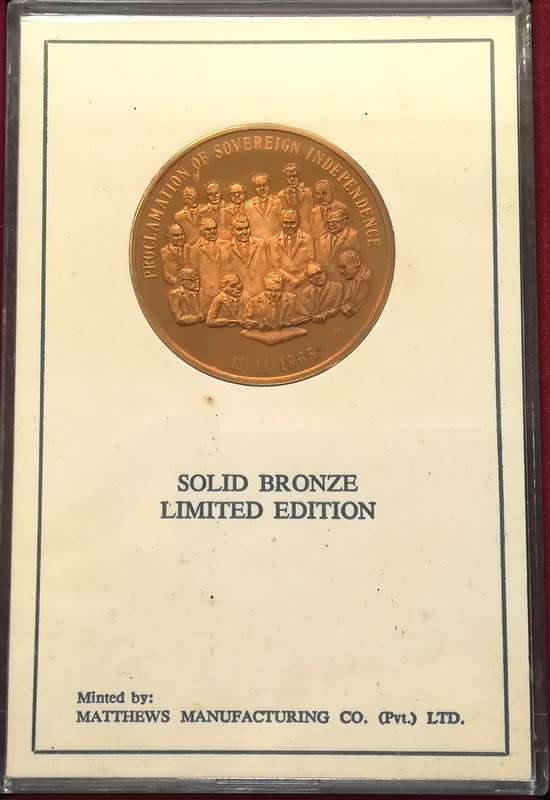 PROCLAMATION OF SOVEREIGN INDEPENDENCE
11 11 1965
SOLID BRONZE
LIMITED EDITION
Minted by:
MATTHEWS MANUFACTURING CO. (Pvt.) LTD.